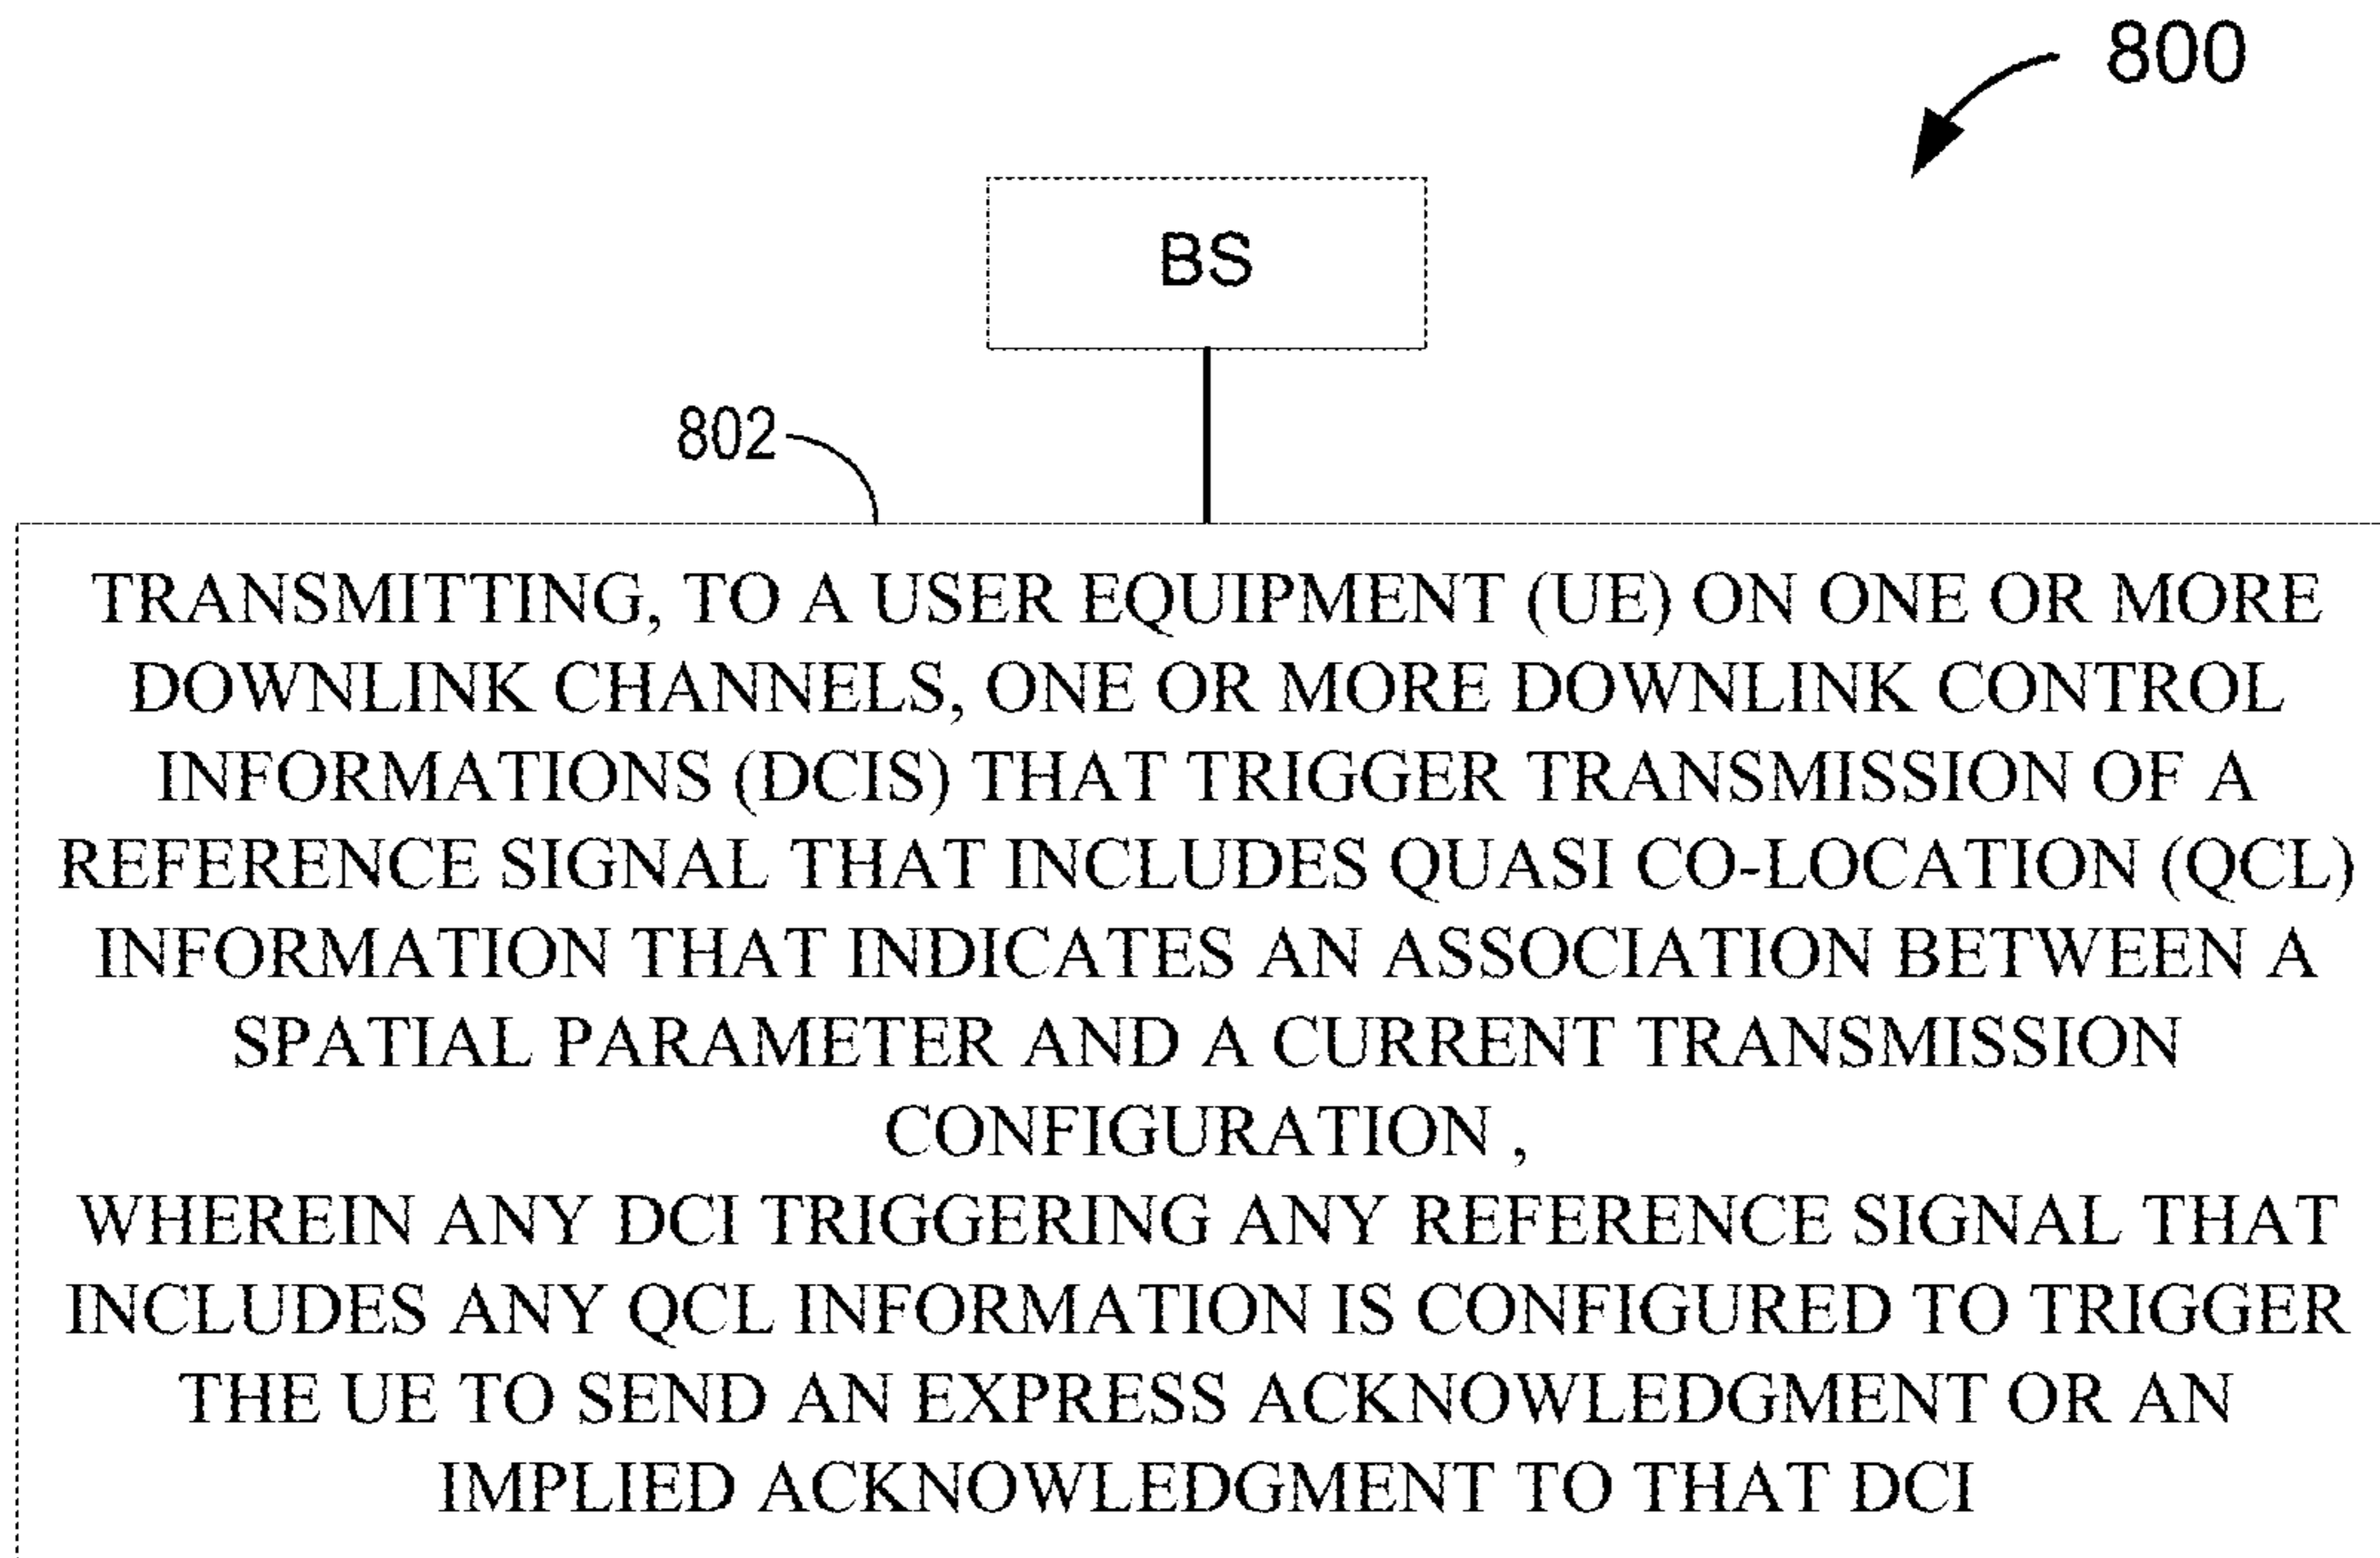 800
BS
802
TRANSMITTING, TO A USER EQUIPMENT (UE) ON ONE OR MORE
DOWNLINK CHANNELS, ONE OR MORE DOWNLINK CONTROL
INFORMATIONS (DCIS) THAT TRIGGER TRANSMISSION OF A
REFERENCE SIGNAL THAT INCLUDES QUASI CO-LOCATION (QCL)
INFORMATION THAT INDICATES AN ASSOCIATION BETWEEN A
SPATIAL PARAMETER AND A CURRENT TRANSMISSION
CONFIGURATION ,
WHEREIN ANY DCI TRIGGERING ANY REFERENCE SIGNAL THAT
INCLUDES ANY QCL INFORMATION IS CONFIGURED TO TRIGGER
THE UE TO SEND AN EXPRESS ACKNOWLEDGMENT OR AN
IMPLIED ACKNOWLEDGMENT TO THAT DCI